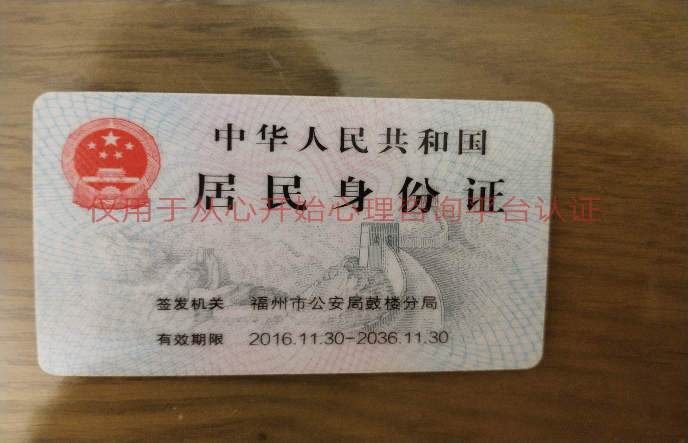 中华人民共和国
居民身份证
仅用于从心开始心理咨询平台认证
签发机关 福州市公安局鼓楼分局
有效期限 2016.11.30-2036.11.30